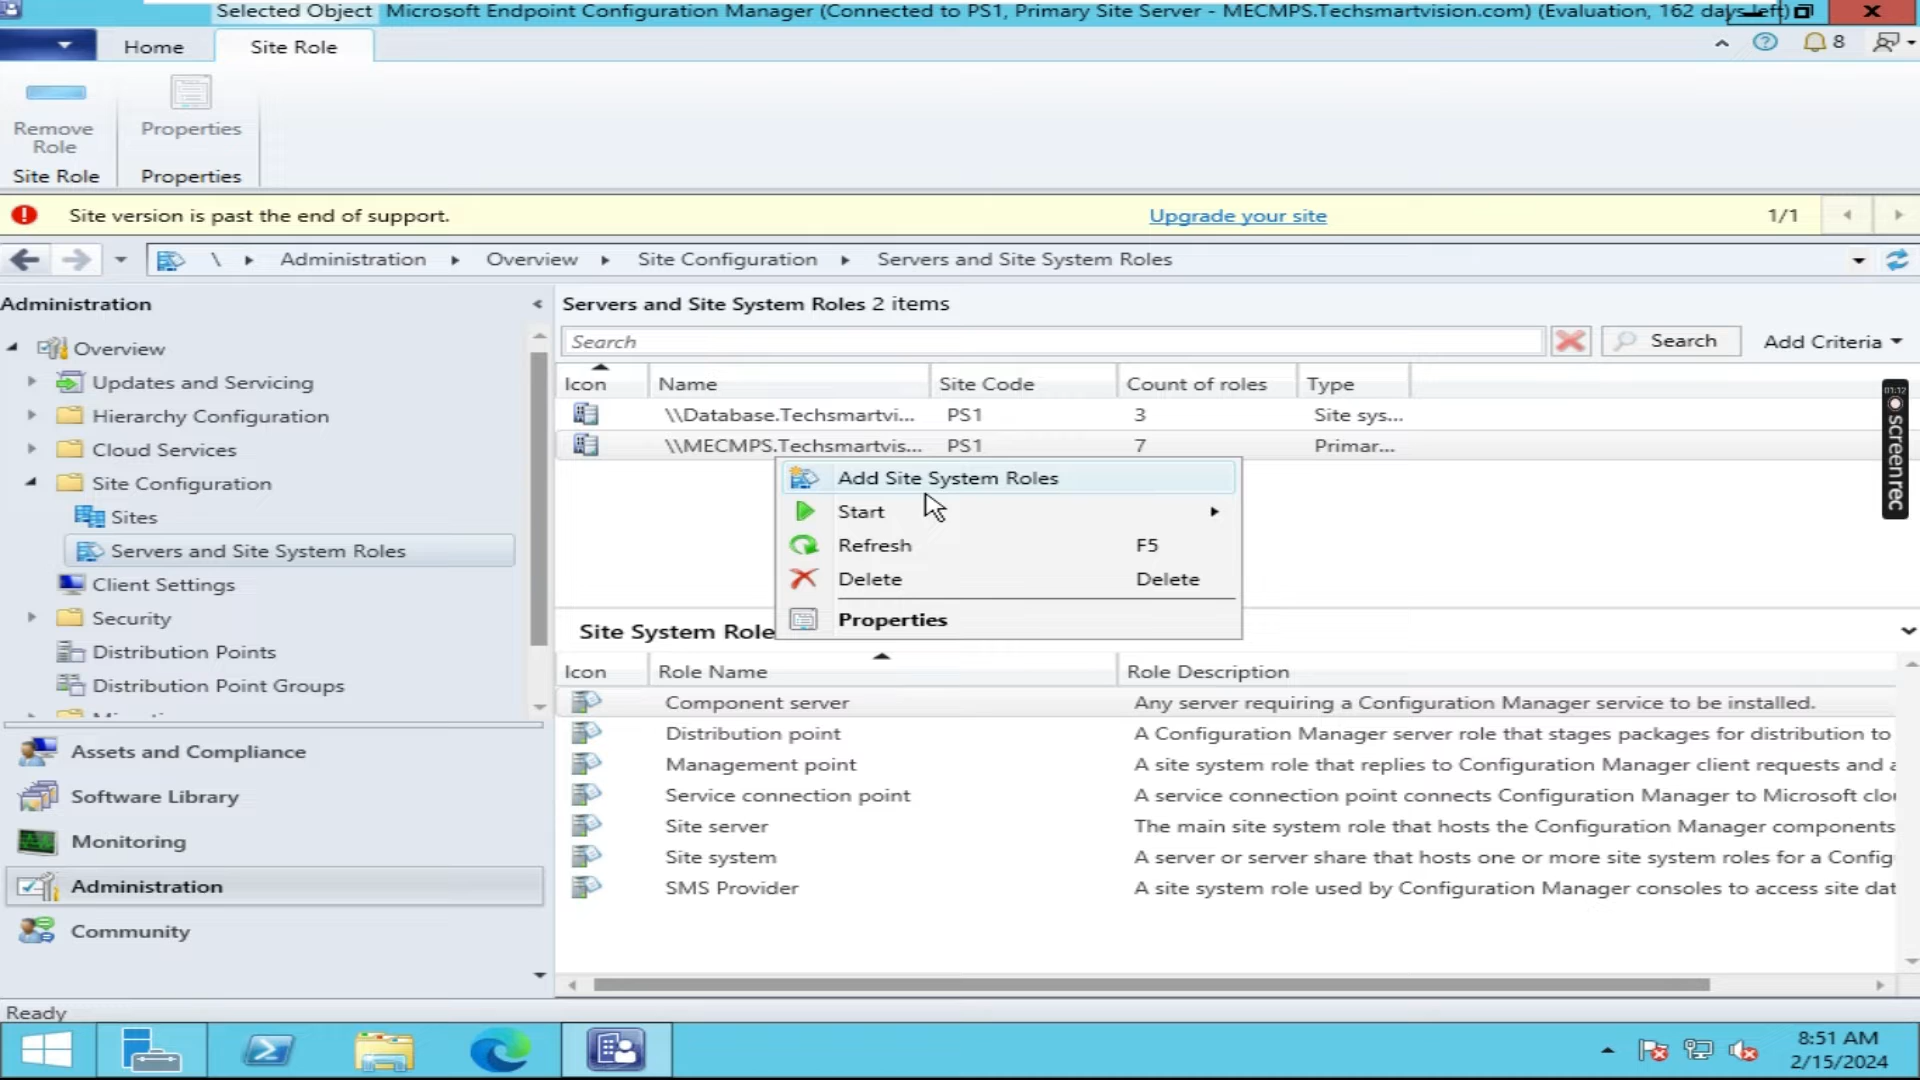 Selected Object Microsoft Endpoint Configuration Manager (Connected to PS1, Primary Site Server - MECMPS.Techsmartvision.com) (Evaluation, 162 days left)
Home Site Role
8
Remove Role
Properties
Site Role Properties
Site version is past the end of support. Upgrade your site 1/1
\ Administration Overview Site Configuration Servers and Site System Roles
Administration
Overview
Updates and Servicing
Hierarchy Configuration
Cloud Services
Site Configuration
Sites
Servers and Site System Roles
Client Settings
Security
Distribution Points
Distribution Point Groups
Assets and Compliance
Software Library
Monitoring
Administration
Community
Servers and Site System Roles 2 items
Search Search Add Criteria
Icon Name Site Code Count of roles Type
\\Database.Techsmartvi... PS1 3 Site sys...
\\MECMPS.Techsmartvis... PS1 7 Primar...
Add Site System Roles
Start
Refresh F5
Delete Delete
Properties
Site System Role
Icon Role Name Role Description
Component server Any server requiring a Configuration Manager service to be installed.
Distribution point A Configuration Manager server role that stages packages for distribution to
Management point A site system role that replies to Configuration Manager client requests and
Service connection point A service connection point connects Configuration Manager to Microsoft
Site server The main site system role that hosts the Configuration Manager components
Site system A server or server share that hosts one or more site system roles for a Config
SMS Provider A site system role used by Configuration Manager consoles to access site dat
01:12
screenrec
Ready
8:51 AM
2/15/2024